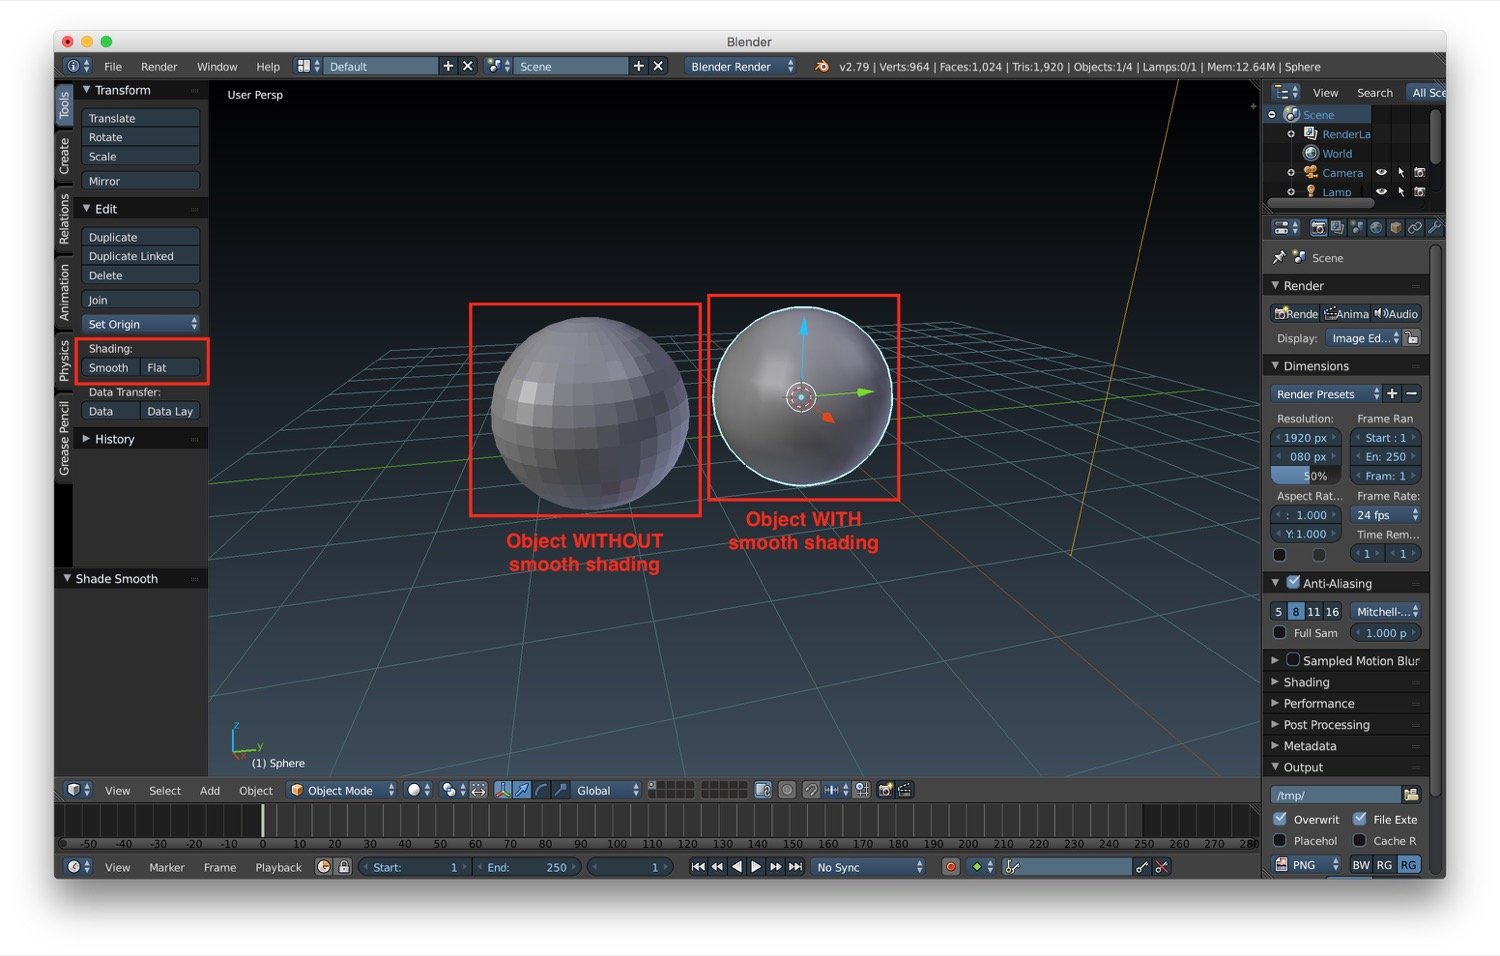 Blender
File Render Window Help Default Scene Blender Render v2.79 | Verts:964 | Faces:1,024 | Tris:1,920 | Objects:1/4 | Lamps:0/1 | Mem:12.64M | Sphere
Tools
Create
Relations
Animation
Physics
Grease Pencil
Transform
Translate
Rotate
Scale
Mirror
Edit
Duplicate
Duplicate Linked
Delete
Join
Set Origin
Shading:
Smooth Flat
Data Transfer:
Data Data Lay
History
Shade Smooth
User Persp
Object WITHOUT
smooth shading
Object WITH
smooth shading
z
y
x
(1) Sphere
View Search All Sce
Scene
RenderLa
World
Camera
Lamp
Scene
Render
Rende Anima Audio
Display: Image Ed...
Dimensions
Render Presets
Resolution: Frame Ran
1920 px Start : 1
080 px En: 250
50% Fram: 1
Aspect Rat... Frame Rate:
: 1.000 24 fps
Y: 1.000 Time Rem...
1 1
Anti-Aliasing
5 8 11 16 Mitchell-...
Full Sam 1.000 p
Sampled Motion Blur
Shading
Performance
Post Processing
Metadata
Output
/tmp/
Overwrit File Exte
Placehol Cache R
PNG BW RG RG
View Select Add Object Object Mode Global
-50 -40 -30 -20 -10 0 10 20 30 40 50 60 70 80 90 100 110 120 130 140 150 160 170 180 190 200 210 220 230 240 250 260 270 280
View Marker Frame Playback Start: 1 End: 250 1 No Sync